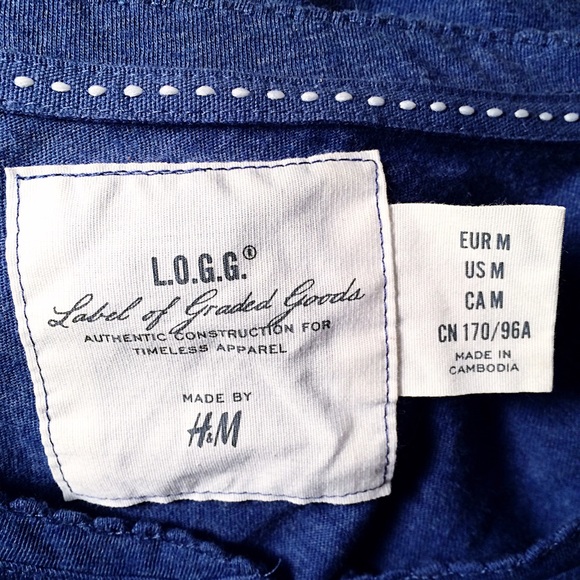 L.O.G.G.®
Label of Graded Goods
AUTHENTIC CONSTRUCTION FOR
TIMELESS APPAREL
MADE BY
H&M
EUR M
US M
CA M
CN 170/96A
MADE IN
CAMBODIA